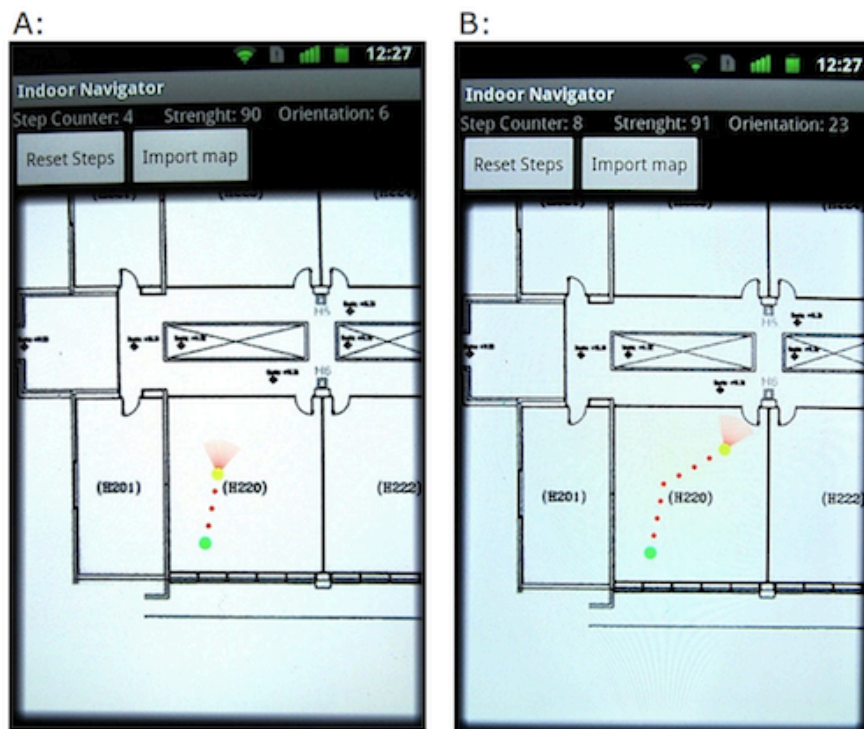 A:
12:27
Indoor Navigator
Step Counter: 4 Strenght: 90 Orientation: 6
Reset Steps Import map
H5
H6
(H201) (H220) (H222)
B:
12:27
Indoor Navigator
Step Counter: 8 Strenght: 91 Orientation: 23
Reset Steps Import map
H5
H6
(H201) (H220) (H222